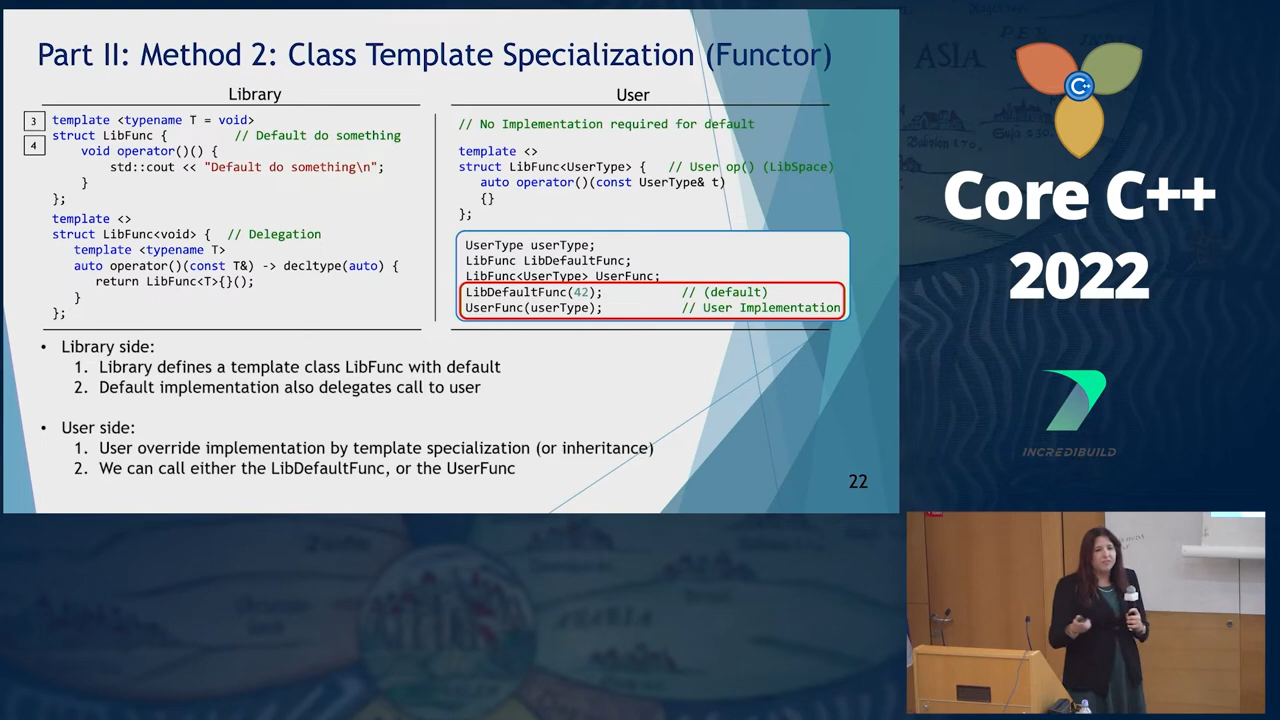 Part II: Method 2: Class Template Specialization (Functor)
Library
3
4
template <typename T = void>
struct LibFunc { // Default do something
void operator()() {
std::cout << "Default do something\n";
}
};
template <>
struct LibFunc<void> { // Delegation
template <typename T>
auto operator()(const T&) -> decltype(auto) {
return LibFunc<T>{}();
}
};
User
// No Implementation required for default
template <>
struct LibFunc<UserType> { // User op() (LibSpace)
auto operator()(const UserType& t)
{}
};
UserType userType;
LibFunc LibDefaultFunc;
LibFunc<UserType> UserFunc;
LibDefaultFunc(42); // (default)
UserFunc(userType); // User Implementation
• Library side:
1. Library defines a template class LibFunc with default
2. Default implementation also delegates call to user
• User side:
1. User override implementation by template specialization (or inheritance)
2. We can call either the LibDefaultFunc, or the UserFunc
22
ASIA
C++
Core C++
2022
INCREDIBUILD